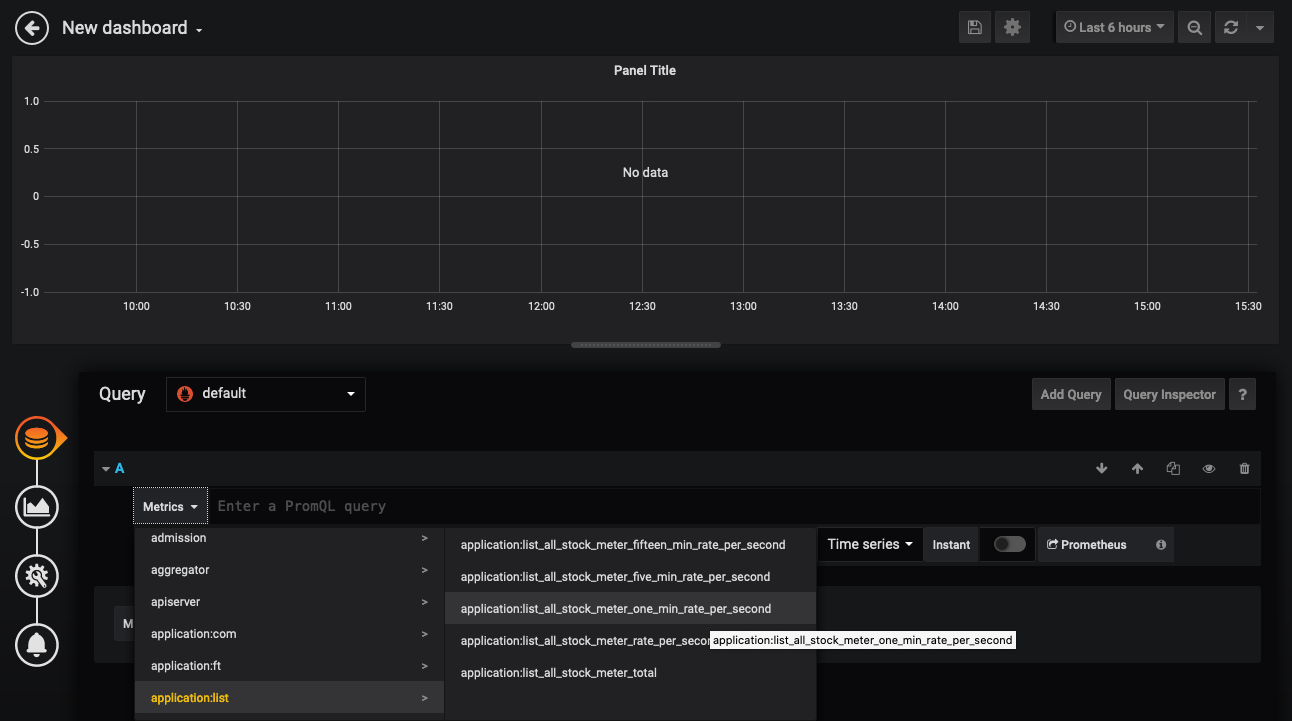 New dashboard
Last 6 hours
Panel Title
1.0
0.5
0
-0.5
-1.0
No data
10:00 10:30 11:00 11:30 12:00 12:30 13:00 13:30 14:00 14:30 15:00 15:30
Query
default
Add Query
Query Inspector
?
A
Metrics
Enter a PromQL query
admission >
aggregator >
apiserver >
application:com >
application:ft >
application:list >
application:list_all_stock_meter_fifteen_min_rate_per_second
application:list_all_stock_meter_five_min_rate_per_second
application:list_all_stock_meter_one_min_rate_per_second
application:list_all_stock_meter_rate_per_secon
application:list_all_stock_meter_one_min_rate_per_second
application:list_all_stock_meter_total
Time series
Instant
Prometheus
M